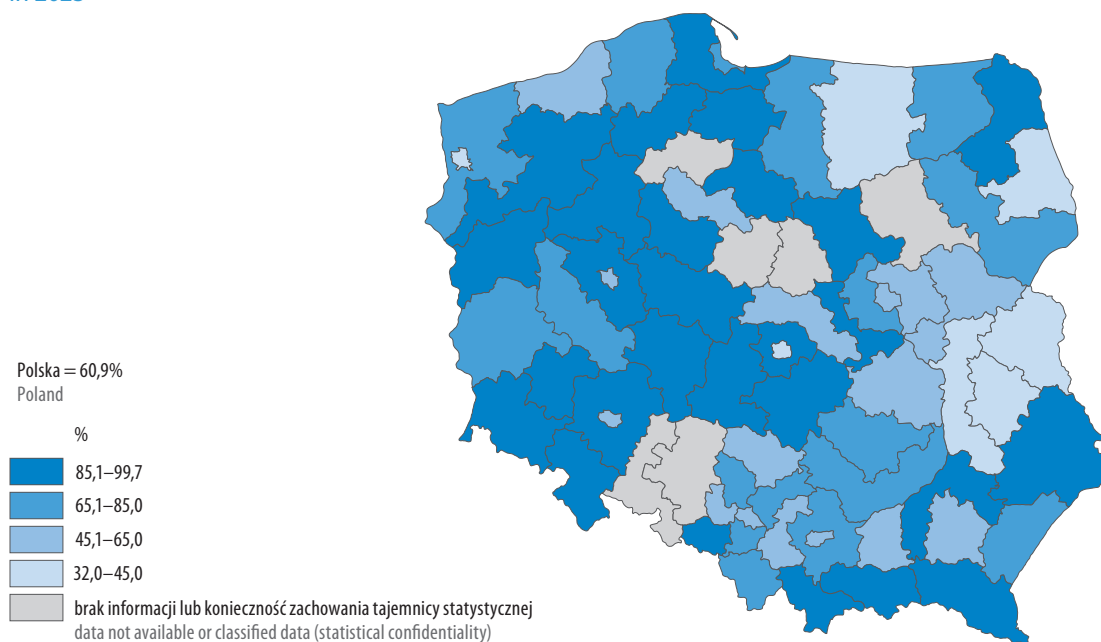 Polska = 60,9%
Poland
%
85,1–99,7
65,1–85,0
45,1–65,0
32,0–45,0
brak informacji lub konieczność zachowania tajemnicy statystycznej
data not available or classified data (statistical confidentiality)